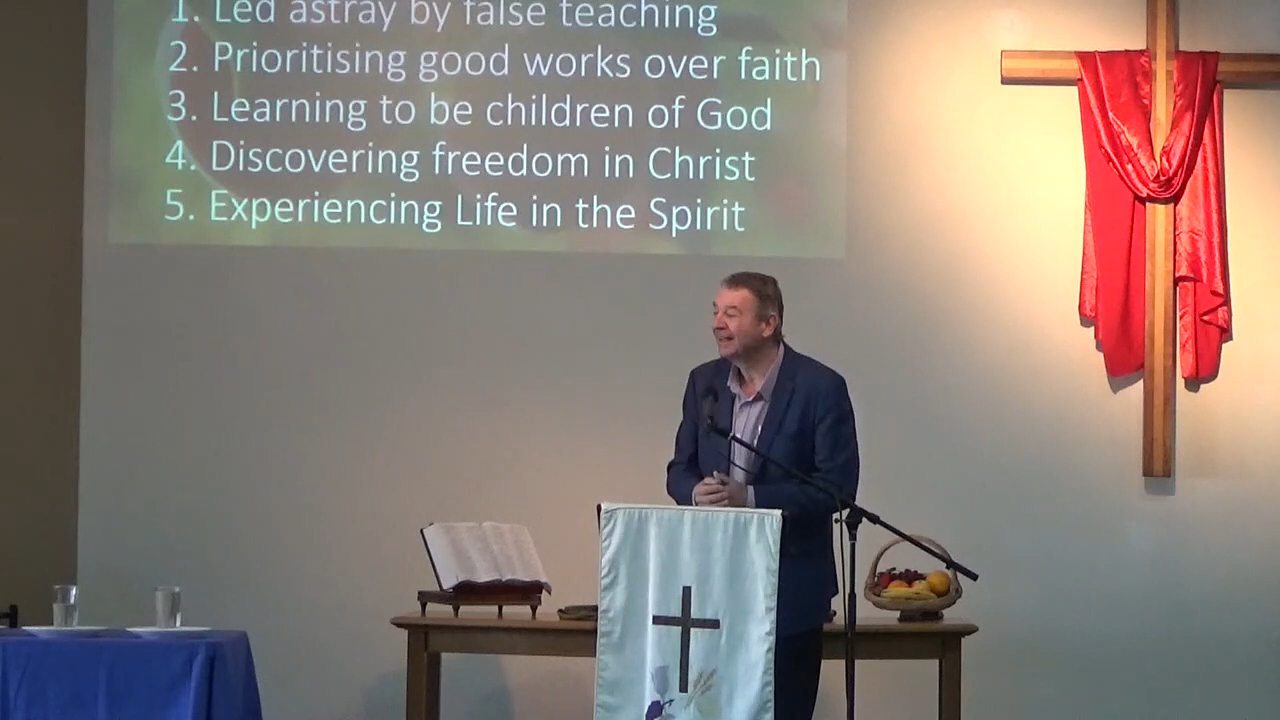 1. Led astray by false teaching
2. Prioritising good works over faith
3. Learning to be children of God
4. Discovering freedom in Christ
5. Experiencing Life in the Spirit